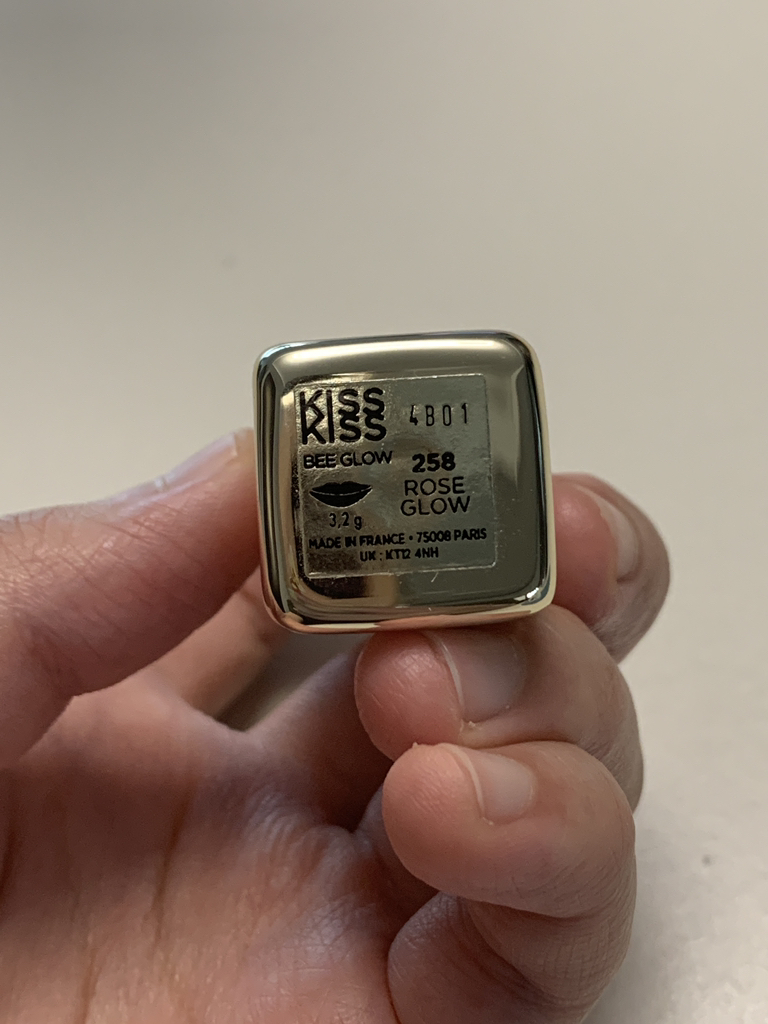 KISS 4B01
KISS
BEE GLOW 258
ROSE
GLOW
3,2 g
MADE IN FRANCE • 75008 PARIS
UK : KT12 4NH